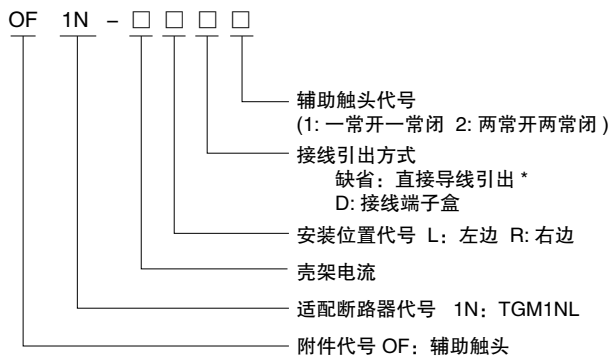 OF 1N – □ □ □ □
辅助触头代号
(1: 一常开一常闭 2: 两常开两常闭 )
接线引出方式
缺省：直接导线引出 *
D: 接线端子盒
安装位置代号 L：左边 R: 右边
壳架电流
适配断路器代号 1N：TGM1NL
附件代号 OF：辅助触头